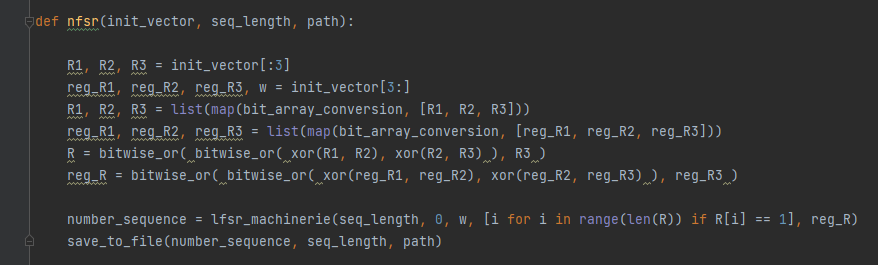 def nfsr(init_vector, seq_length, path):
R1, R2, R3 = init_vector[:3]
reg_R1, reg_R2, reg_R3, w = init_vector[3:]
R1, R2, R3 = list(map(bit_array_conversion, [R1, R2, R3]))
reg_R1, reg_R2, reg_R3 = list(map(bit_array_conversion, [reg_R1, reg_R2, reg_R3]))
R = bitwise_or( bitwise_or( xor(R1, R2), xor(R2, R3) ), R3 )
reg_R = bitwise_or( bitwise_or( xor(reg_R1, reg_R2), xor(reg_R2, reg_R3) ), reg_R3 )
number_sequence = lfsr_machinerie(seq_length, 0, w, [i for i in range(len(R)) if R[i] == 1], reg_R)
save_to_file(number_sequence, seq_length, path)